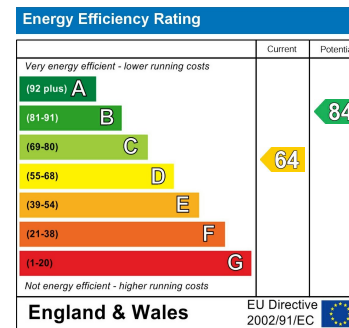 Energy Efficiency Rating
Current Potentia
Very energy efficient - lower running costs
(92 plus) A
(81-91) B
84
(69-80) C
64
(55-68) D
(39-54) E
(21-38) F
(1-20) G
Not energy efficient - higher running costs
England & Wales
EU Directive
2002/91/EC